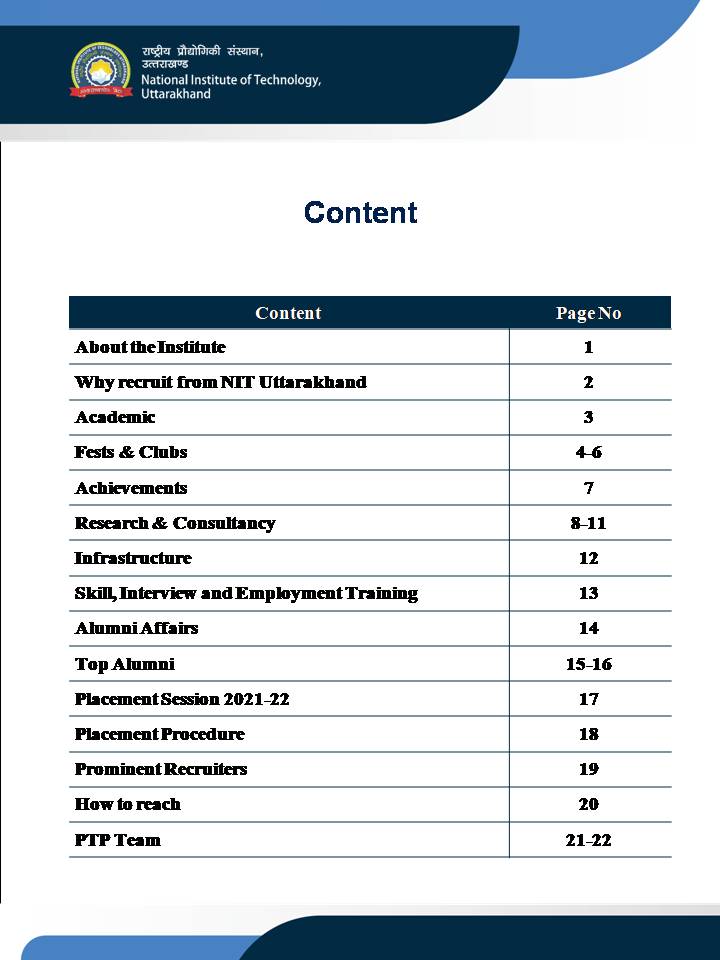 राष्ट्रीय प्रौद्योगिकी संस्थान,
उत्तराखण्ड
National Institute of Technology,
Uttarakhand
Content
Content Page No
About the Institute 1
Why recruit from NIT Uttarakhand 2
Academic 3
Fests & Clubs 4-6
Achievements 7
Research & Consultancy 8-11
Infrastructure 12
Skill, Interview and Employment Training 13
Alumni Affairs 14
Top Alumni 15-16
Placement Session 2021-22 17
Placement Procedure 18
Prominent Recruiters 19
How to reach 20
PTP Team 21-22